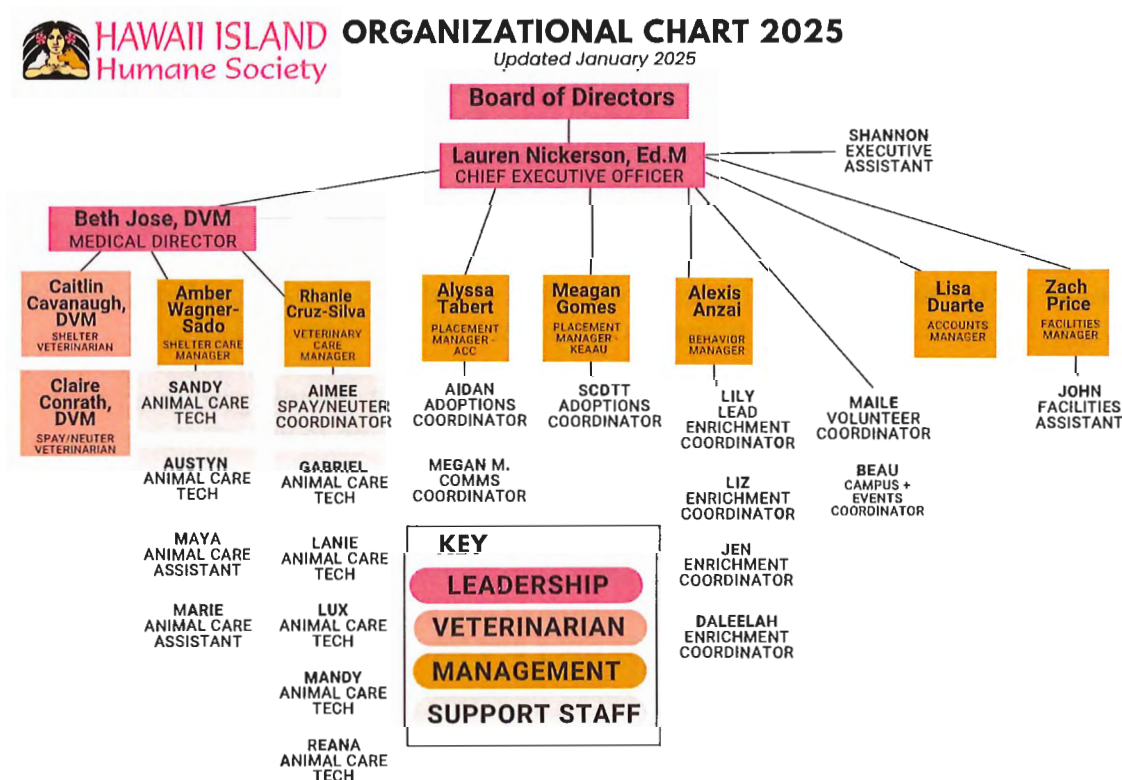 HAWAII ISLAND
Humane Society
ORGANIZATIONAL CHART 2025
Updated January 2025
Board of Directors
Lauren Nickerson, Ed.M
CHIEF EXECUTIVE OFFICER
SHANNON
EXECUTIVE
ASSISTANT
Beth Jose, DVM
MEDICAL DIRECTOR
Caitlin
Cavanaugh,
DVM
SHELTER
VETERINARIAN
Claire
Conrath,
DVM
SPAY/NEUTER
VETERINARIAN
Amber
Wagner-
Sado
SHELTER CARE
MANAGER
SANDY
ANIMAL CARE
TECH
AUSTYN
ANIMAL CARE
TECH
MAYA
ANIMAL CARE
ASSISTANT
MARIE
ANIMAL CARE
ASSISTANT
Rhanie
Cruz-Silva
VETERINARY
CARE
MANAGER
AIMEE
SPAY/NEUTER
COORDINATOR
GABRIEL
ANIMAL CARE
TECH
LANIE
ANIMAL CARE
TECH
LUX
ANIMAL CARE
TECH
MANDY
ANIMAL CARE
TECH
REANA
ANIMAL CARE
TECH
Alyssa
Tabert
PLACEMENT
MANAGER -
ACC
AIDAN
ADOPTIONS
COORDINATOR
MEGAN M.
COMMS
COORDINATOR
Meagan
Gomes
PLACEMENT
MANAGER -
KEAAU
SCOTT
ADOPTIONS
COORDINATOR
Alexis
Anzai
BEHAVIOR
MANAGER
LILY
LEAD
ENRICHMENT
COORDINATOR
LIZ
ENRICHMENT
COORDINATOR
JEN
ENRICHMENT
COORDINATOR
DALEELAH
ENRICHMENT
COORDINATOR
MAILE
VOLUNTEER
COORDINATOR
BEAU
CAMPUS +
EVENTS
COORDINATOR
Lisa
Duarte
ACCOUNTS
MANAGER
Zach
Price
FACILITIES
MANAGER
JOHN
FACILITIES
ASSISTANT
KEY
LEADERSHIP
VETERINARIAN
MANAGEMENT
SUPPORT STAFF